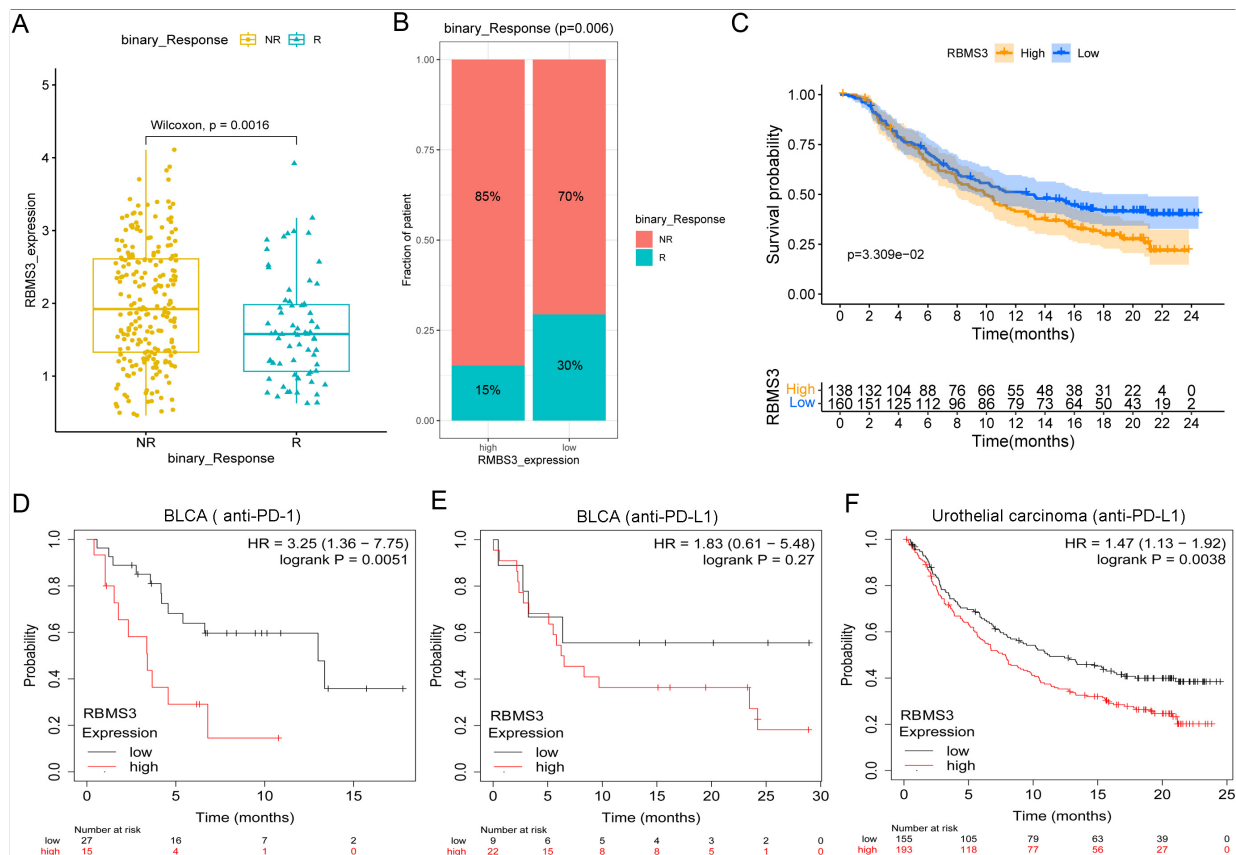 A
binary_Response NR R
Wilcoxon, p = 0.0016
RBMS3_expression
5
4
3
2
1
NR R
binary_Response
B
binary_Response (p=0.006)
Fraction of patient
1.00
0.75
0.50
0.25
0.00
85% 70%
15% 30%
high low
RMBS3_expression
binary_Response
NR
R
C
RBMS3 High Low
Survival probability
1.00
0.75
0.50
0.25
0.00
p=3.309e−02
0 2 4 6 8 10 12 14 16 18 20 22 24
Time(months)
RBMS3
High 138 132 104 88 76 66 55 48 38 31 22 4 0
Low 160 151 125 112 96 86 79 73 64 50 43 19 2
0 2 4 6 8 10 12 14 16 18 20 22 24
Time(months)
D
BLCA ( anti-PD-1)
HR = 3.25 (1.36 − 7.75)
logrank P = 0.0051
Probability
1.0
0.8
0.6
0.4
0.2
0.0
RBMS3
Expression
low
high
0 5 10 15
Time (months)
Number at risk
low 27 16 7 2
high 15 4 1 0
E
BLCA (anti-PD-L1)
HR = 1.83 (0.61 − 5.48)
logrank P = 0.27
Probability
1.0
0.8
0.6
0.4
0.2
0.0
RBMS3
Expression
low
high
0 5 10 15 20 25 30
Time (months)
Number at risk
low 9 6 5 4 3 2 0
high 22 15 8 8 5 1 0
F
Urothelial carcinoma (anti-PD-L1)
HR = 1.47 (1.13 − 1.92)
logrank P = 0.0038
Probability
1.0
0.8
0.6
0.4
0.2
0.0
RBMS3
Expression
low
high
0 5 10 15 20 25
Time (months)
Number at risk
low 155 105 79 63 39 0
high 193 118 77 56 27 0